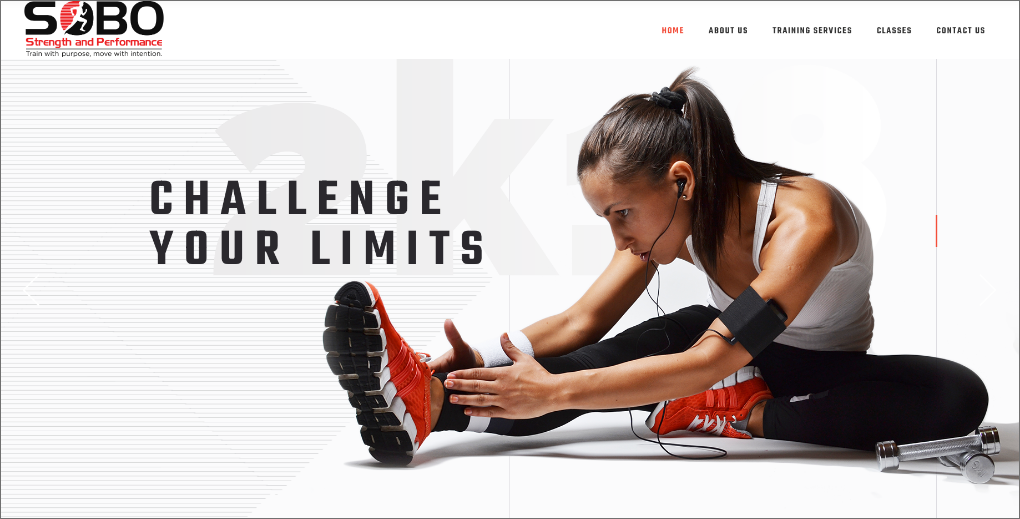 SOBO
Strength and Performance
Train with purpose, move with intention.
HOME ABOUT US TRAINING SERVICES CLASSES CONTACT US
CHALLENGE
YOUR LIMITS